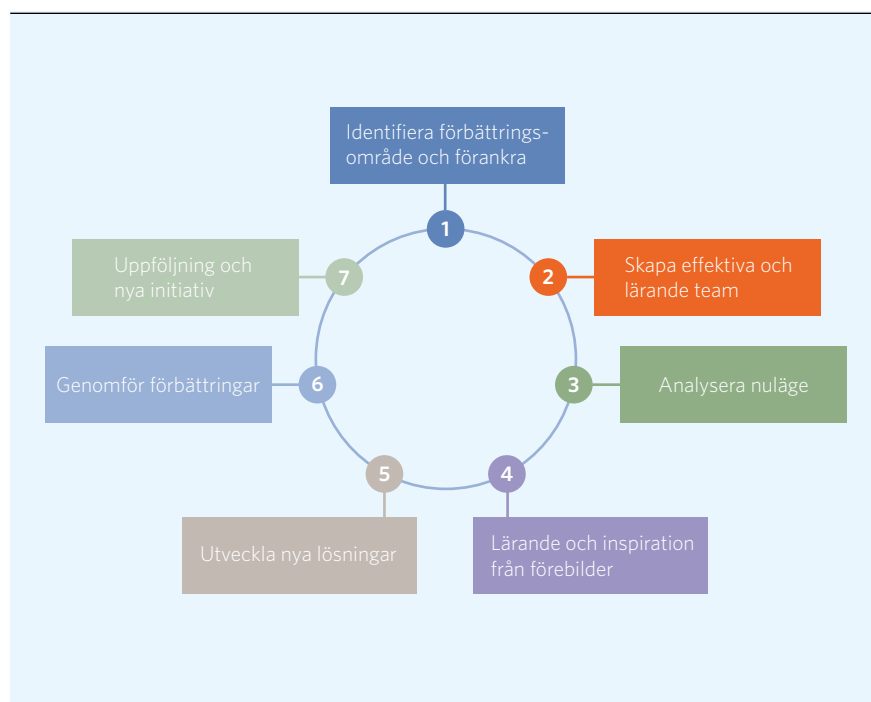 1
Identifiera förbättrings-
område och förankra
2
Skapa effektiva och
lärande team
3
Analysera nuläge
4
Lärande och inspiration
från förebilder
5
Utveckla nya lösningar
6
Genomför förbättringar
7
Uppföljning och
nya initiativ